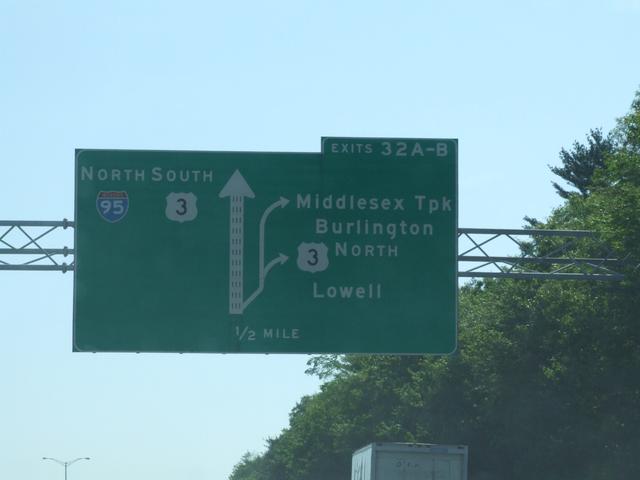 EXITS 32A-B
NORTH SOUTH
95
3
Middlesex Tpk
Burlington
3 NORTH
Lowell
1/2 MILE